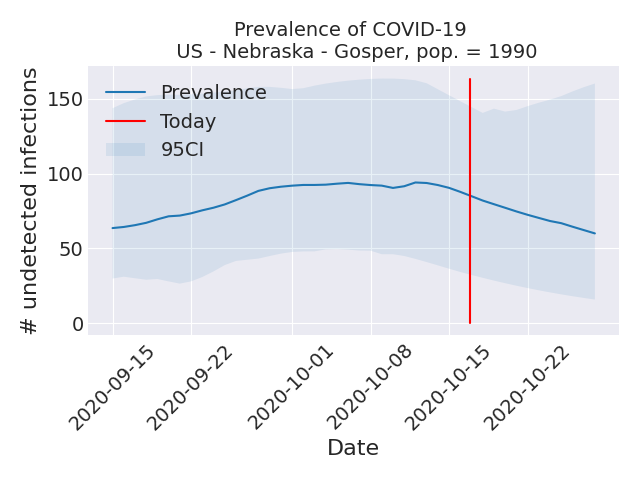 Prevalence of COVID-19
US - Nebraska - Gosper, pop. = 1990
# undetected infections
150
100
50
0
Prevalence
Today
95CI
2020-09-15
2020-09-22
2020-10-01
2020-10-08
2020-10-15
2020-10-22
Date